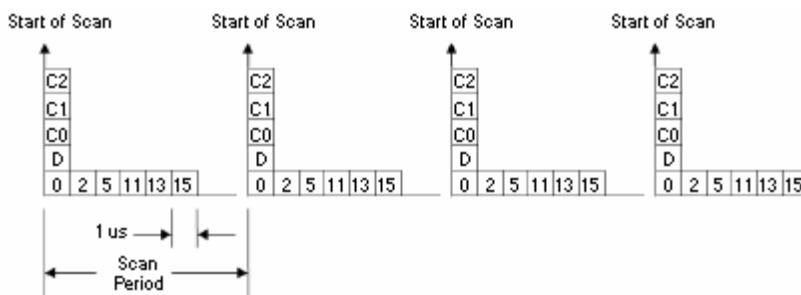 Start of Scan Start of Scan Start of Scan Start of Scan
C2 C2 C2 C2
C1 C1 C1 C1
C0 C0 C0 C0
D D D D
0 2 5 11 13 15 0 2 5 11 13 15 0 2 5 11 13 15 0 2 5 11 13 15
1 us
Scan
Period